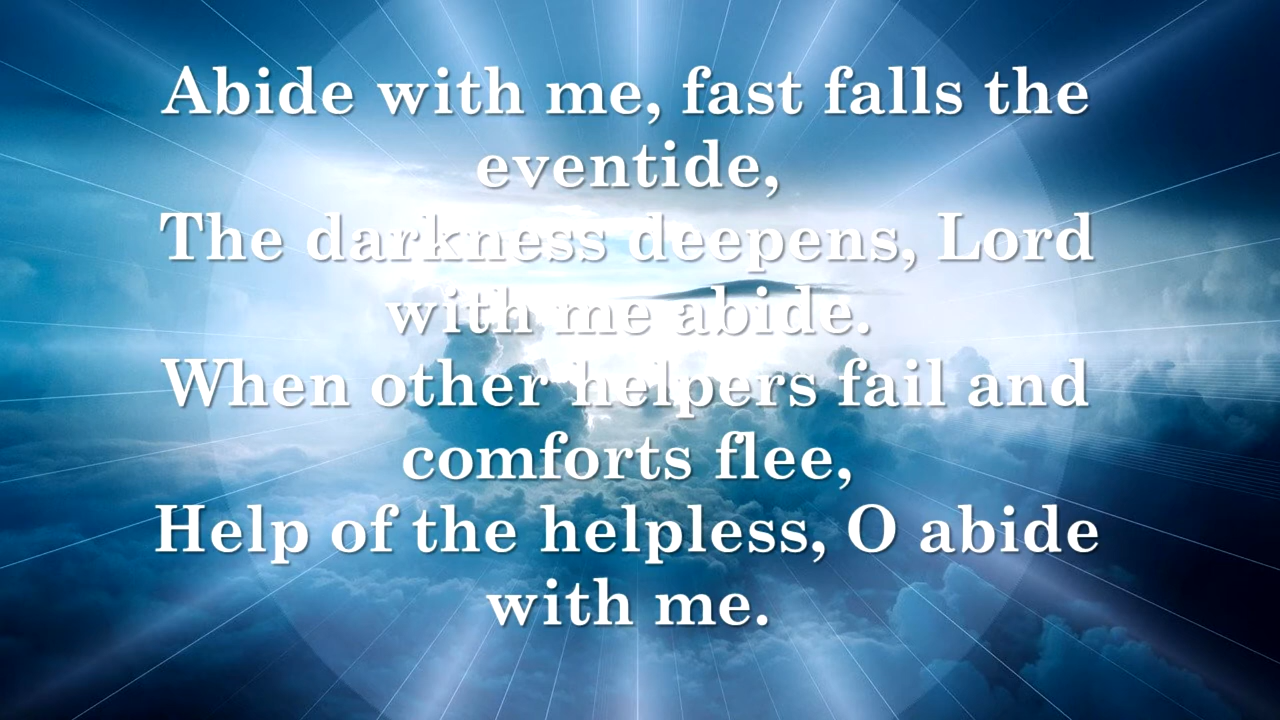 Abide with me, fast falls the
eventide,
The darkness deepens, Lord
with me abide.
When other helpers fail and
comforts flee,
Help of the helpless, O abide
with me.